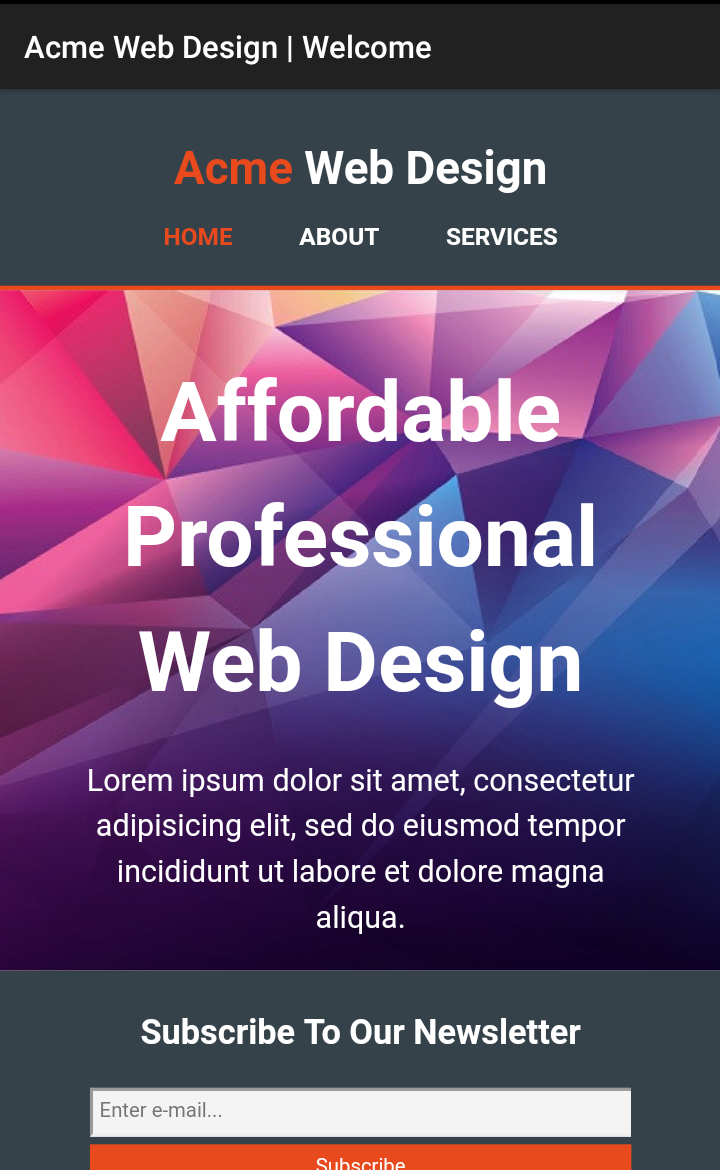 Acme Web Design | Welcome
Acme Web Design
HOME ABOUT SERVICES
Affordable
Professional
Web Design
Lorem ipsum dolor sit amet, consectetur
adipisicing elit, sed do eiusmod tempor
incididunt ut labore et dolore magna
aliqua.
Subscribe To Our Newsletter
Enter e-mail...
Subscribe